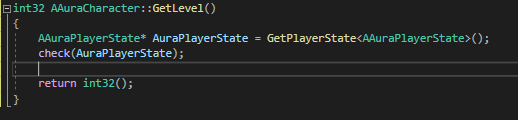 int32 AAuraCharacter::GetLevel()
{
AAuraPlayerState* AuraPlayerState = GetPlayerState<AAuraPlayerState>();
check(AuraPlayerState);
return int32();
}